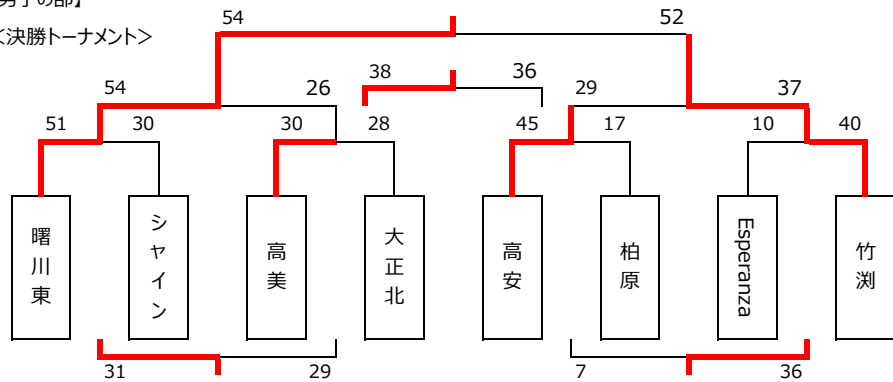 男子の部】
54 52
＜決勝トーナメント＞
38 36
54 26 29 37
51 30 30 28 45 17 10 40
曙川東
シャイン
高美
大正北
高安
柏原
Esperanza
竹渕
31 29 7 36